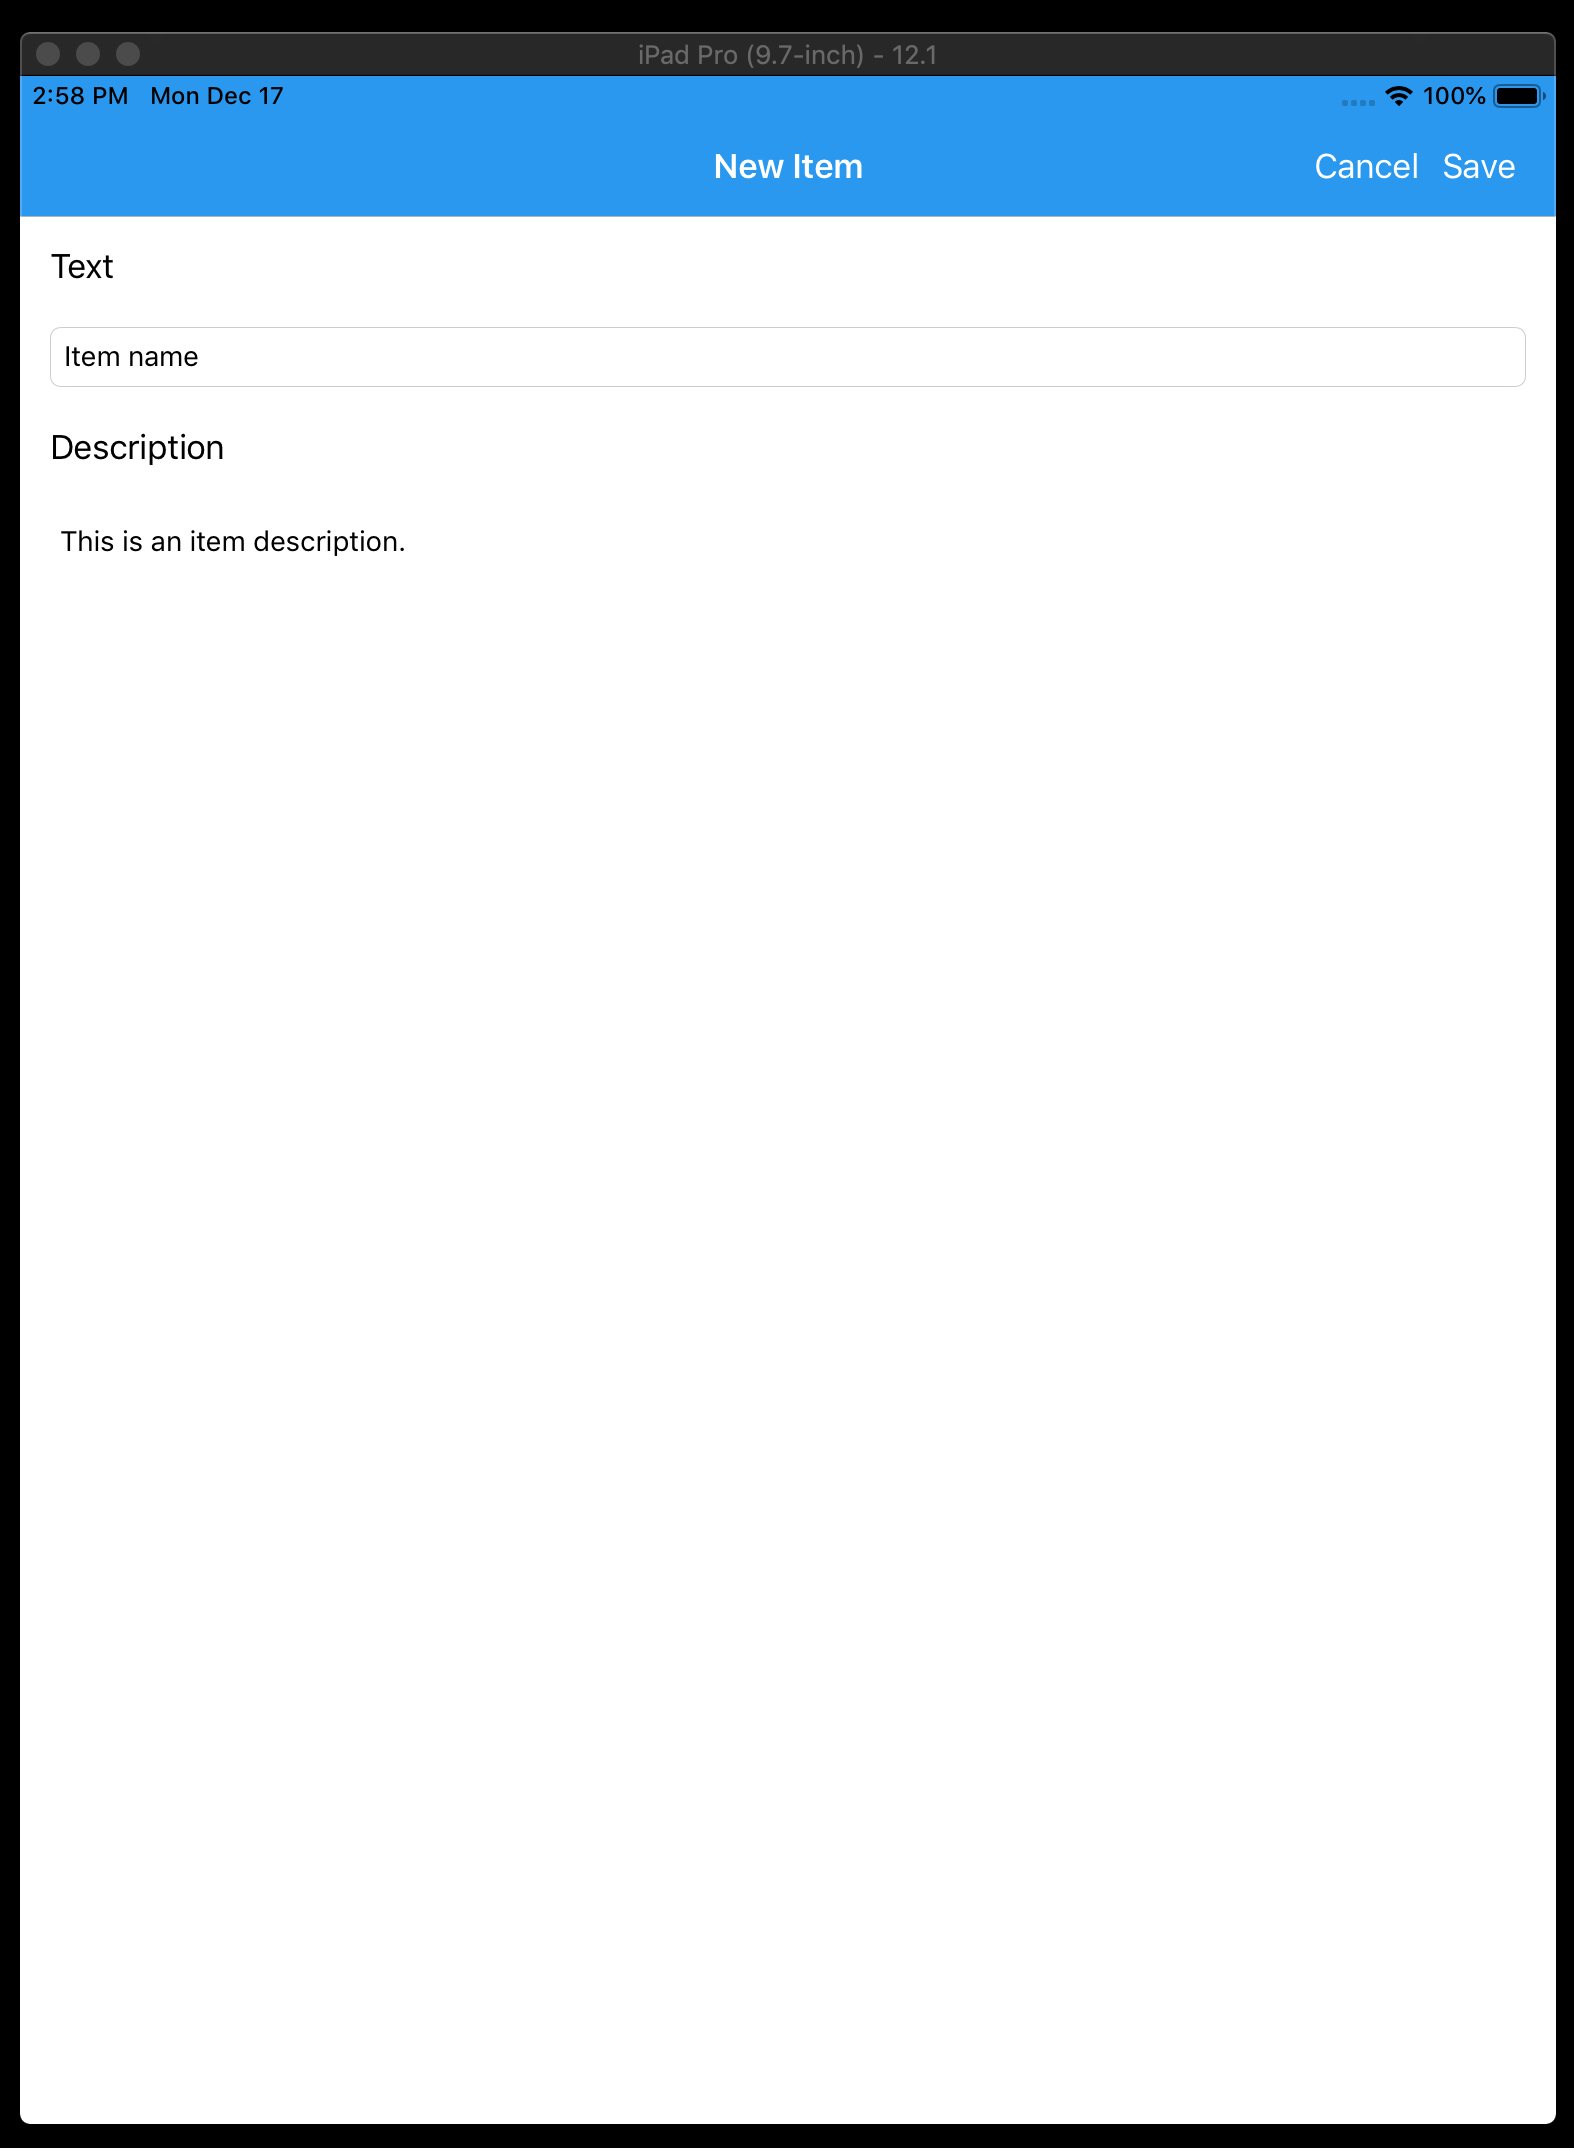 iPad Pro (9.7-inch) - 12.1
2:58 PM Mon Dec 17 100%
New Item Cancel Save
Text
Item name
Description
This is an item description.